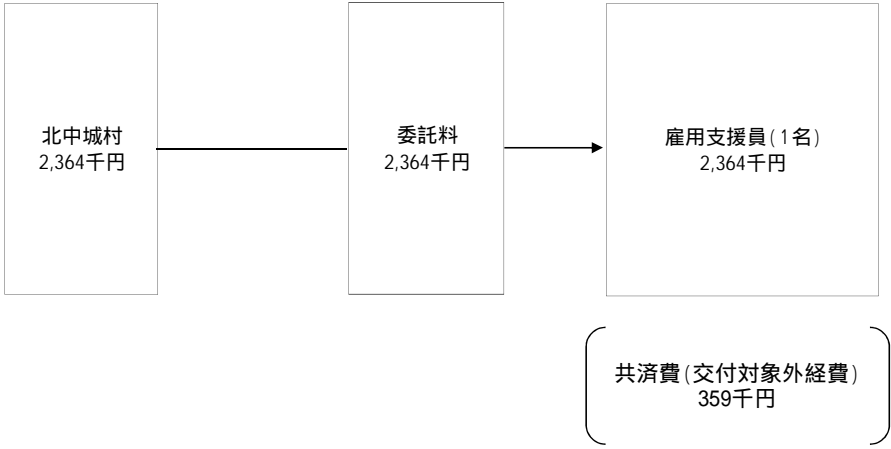 北中城村
2,364千円
委託料
2,364千円
雇用支援員(1名)
2,364千円
共済費(交付対象外経費)
359千円